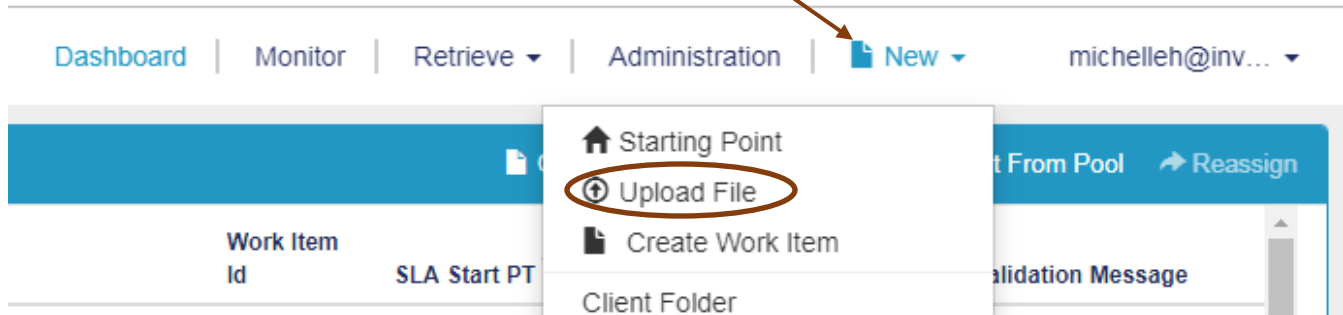 Dashboard | Monitor | Retrieve | Administration | New michelleh@inv...
Starting Point
t From Pool Reassign
Upload File
Work Item
Create Work Item
Id SLA Start PT alidation Message
Client Folder